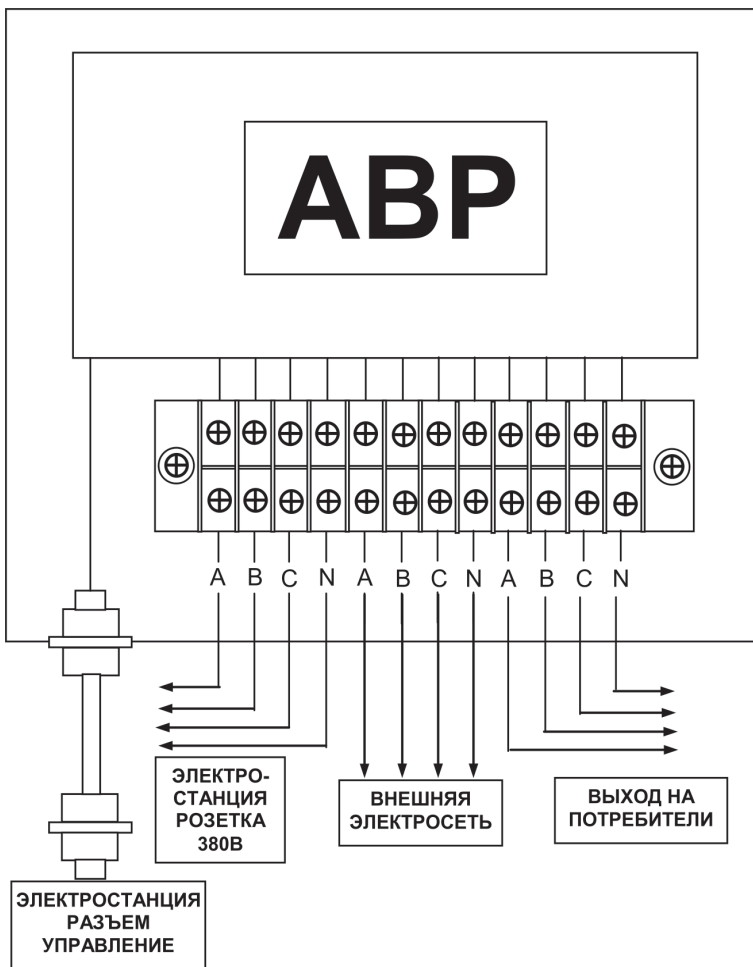 АВР
A B C N A B C N A B C N
ЭЛЕКТРО-
СТАНЦИЯ
РОЗЕТКА
380В
ВНЕШНЯЯ
ЭЛЕКТРОСЕТЬ
ВЫХОД НА
ПОТРЕБИТЕЛИ
ЭЛЕКТРОСТАНЦИЯ
РАЗЪЕМ
УПРАВЛЕНИЕ